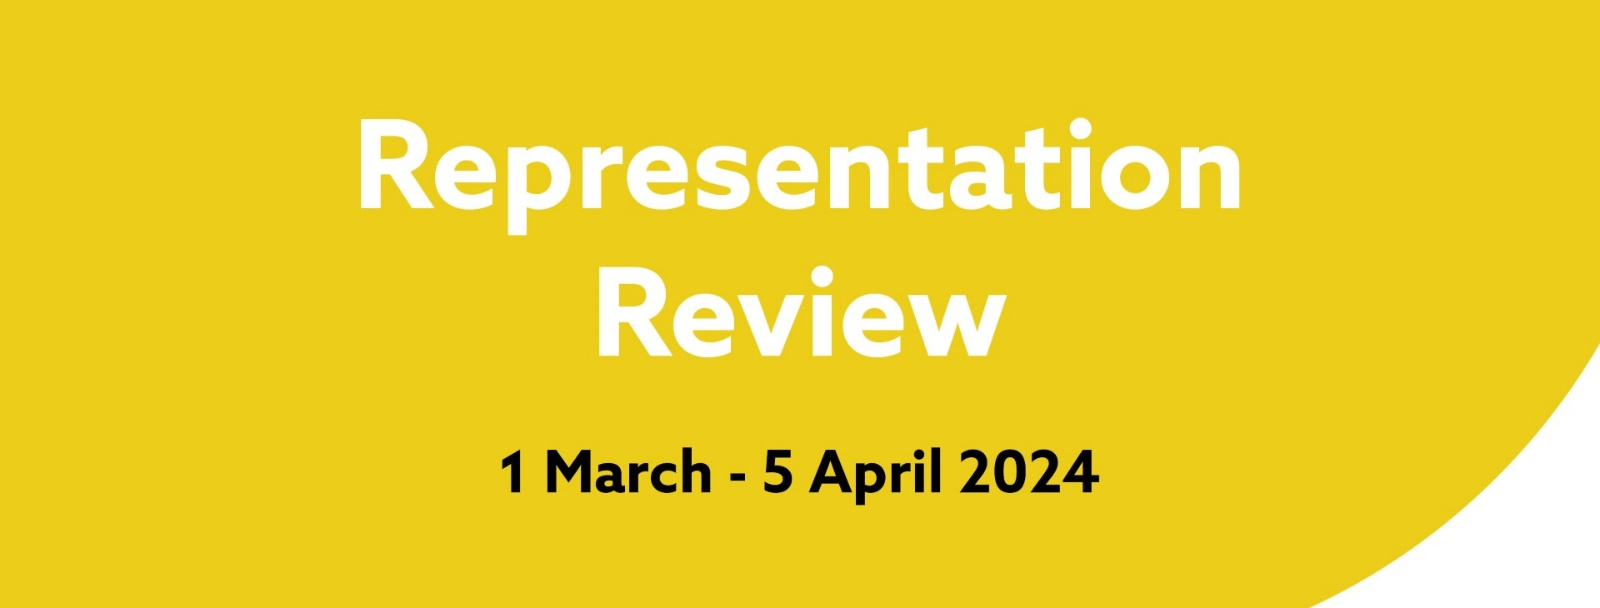 Representation
Review
1 March - 5 April 2024